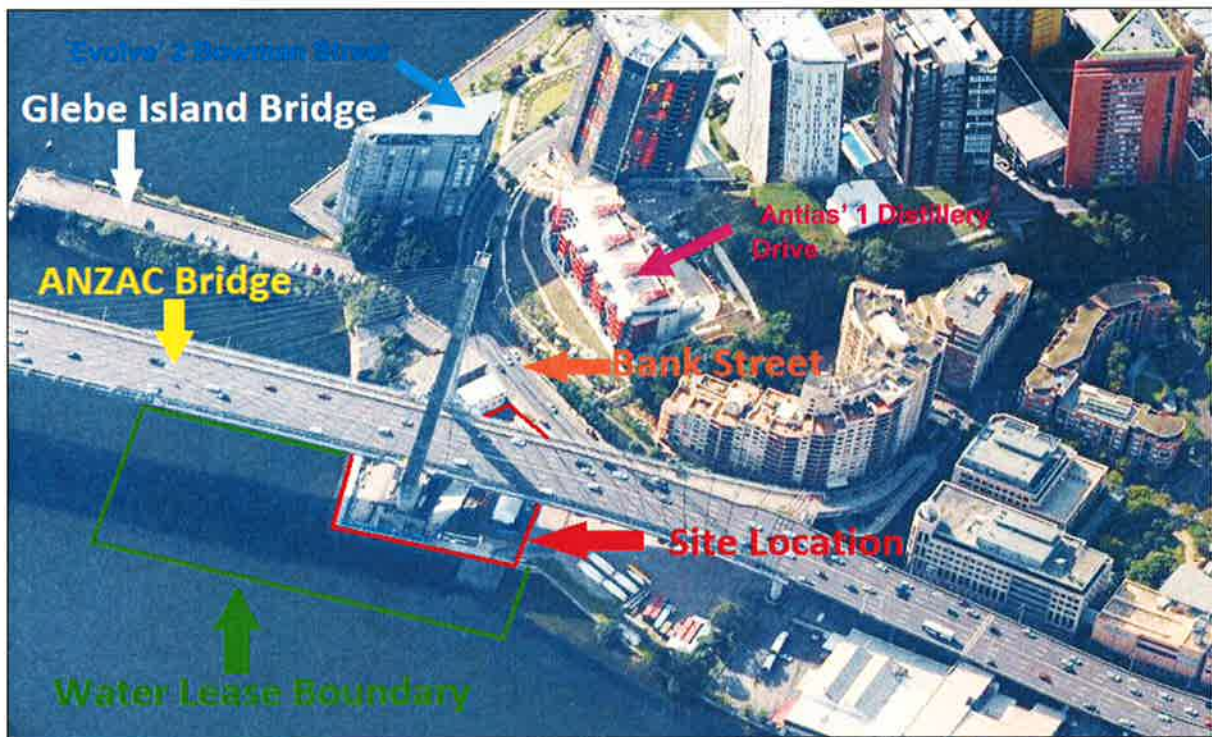 'Evolve' 2 Bowman Street
Glebe Island Bridge
'Antias' 1 Distillery
Drive
ANZAC Bridge
Bank Street
Site Location
Water Lease Boundary